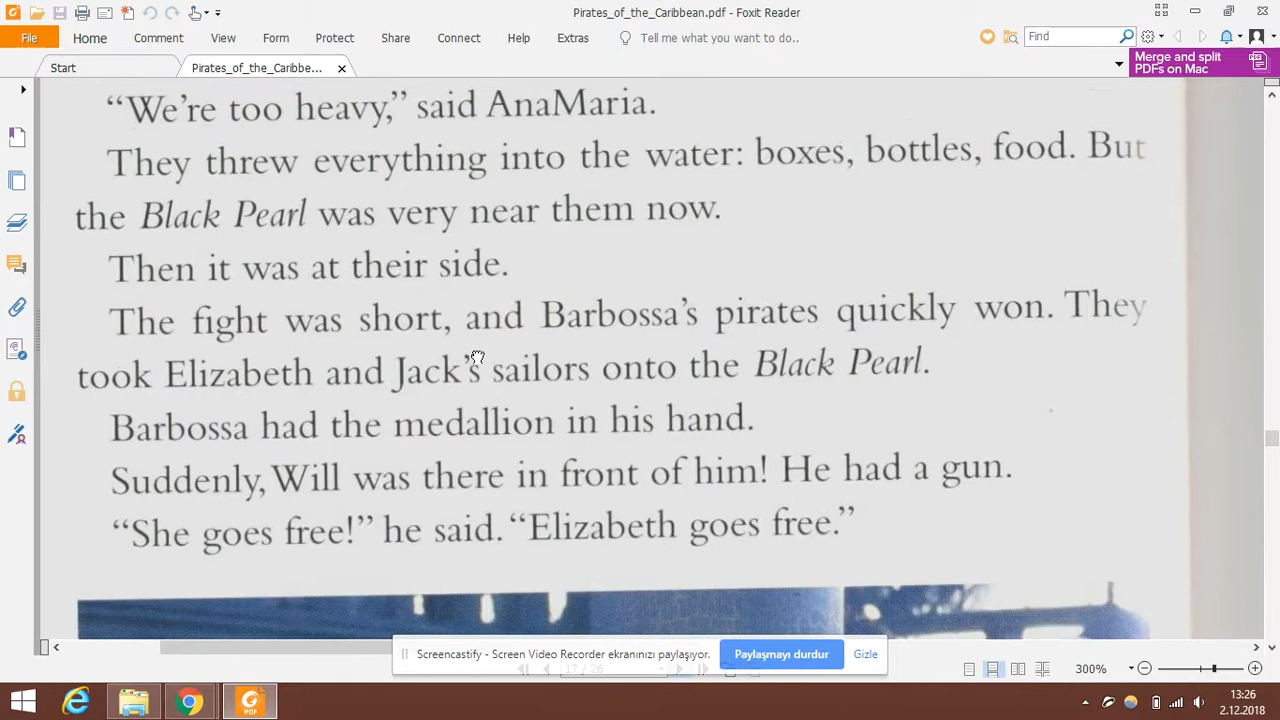 Pirates_of_the_Caribbean.pdf - Foxit Reader
File Home Comment View Form Protect Share Connect Help Extras Tell me what you want to do.. Find
Start Pirates_of_the_Caribbe... Merge and split
PDFs on Mac
“We’re too heavy,” said AnaMaria.
They threw everything into the water: boxes, bottles, food. But
the Black Pearl was very near them now.
Then it was at their side.
The fight was short, and Barbossa’s pirates quickly won. They
took Elizabeth and Jack’s sailors onto the Black Pearl.
Barbossa had the medallion in his hand.
Suddenly, Will was there in front of him! He had a gun.
“She goes free!” he said. “Elizabeth goes free.”
Screencastify - Screen Video Recorder ekranınızı paylaşıyor. Paylaşmayı durdur Gizle
17 / 26 300%
13:26
2.12.2018